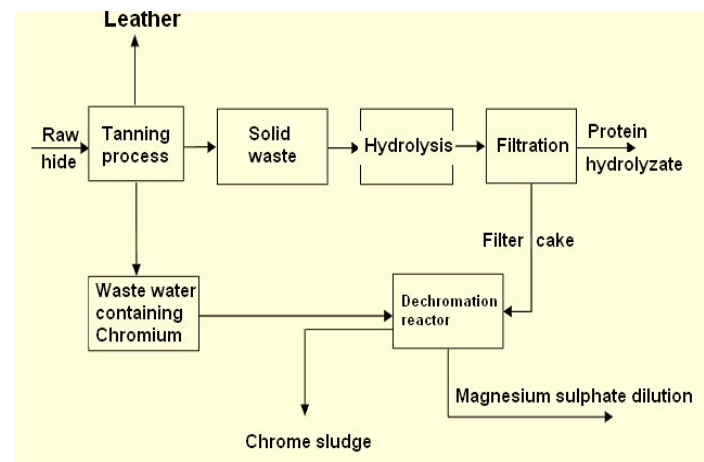 Leather
Raw
hide
Tanning
process
Solid
waste
Hydrolysis
Filtration
Protein
hydrolyzate
Filter cake
Waste water
containing
Chromium
Dechromation
reactor
Magnesium sulphate dilution
Chrome sludge